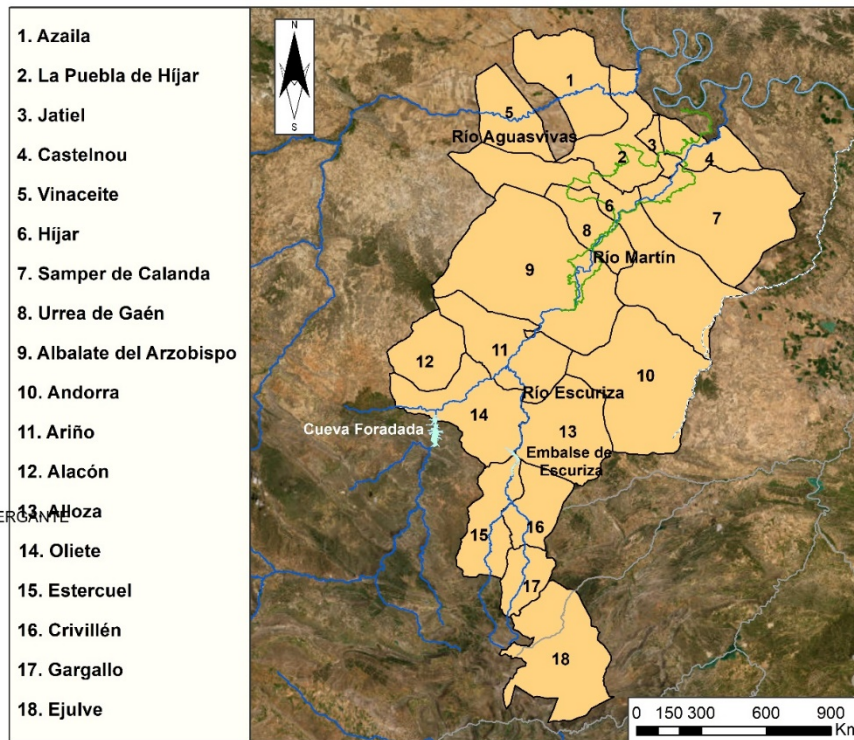 1. Azaila
2. La Puebla de Híjar
3. Jatiel
4. Castelnou
5. Vinaceite
6. Híjar
7. Samper de Calanda
8. Urrea de Gaén
9. Albalate del Arzobispo
10. Andorra
11. Ariño
12. Alacón
13. Alloza
ERGANTE
14. Oliete
15. Estercuel
16. Crivillén
17. Gargallo
18. Ejulve
N
S
1
5
Río Aguasvivas
2
3
4
6
7
8
Río Martín
9
11
12
10
Río Escuriza
14
Cueva Foradada
13
Embalse de
Escuriza
15
16
17
18
0 150 300 600 900
Km